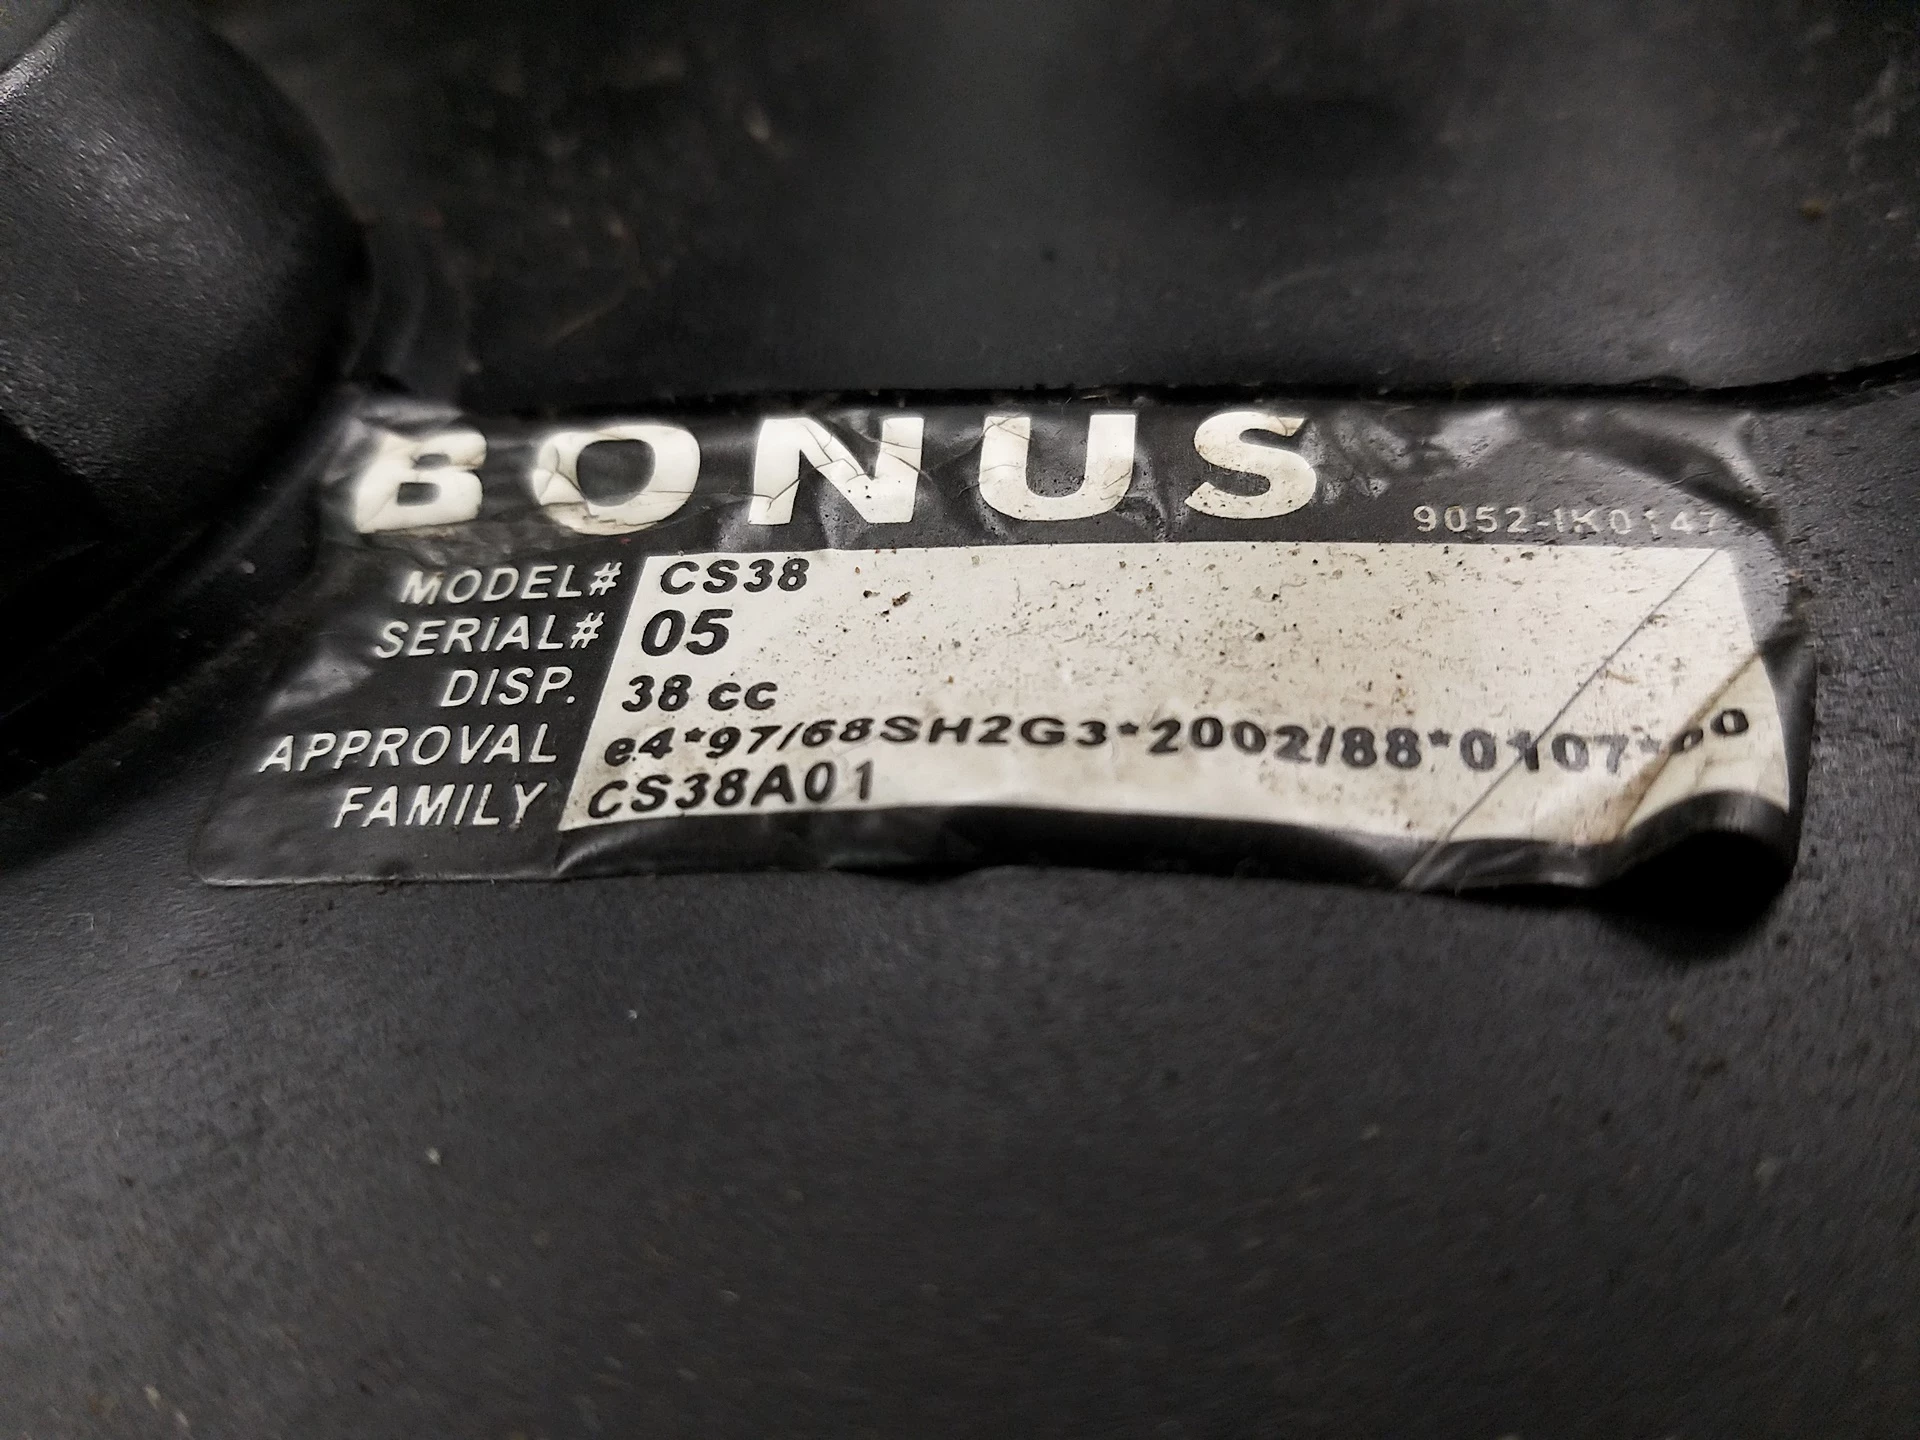 BONUS
9052-IK0147
MODEL# CS38
SERIAL# 05
DISP. 38 cc
APPROVAL e4*97/68SH2G3*2002/88*0107*00
FAMILY CS38A01